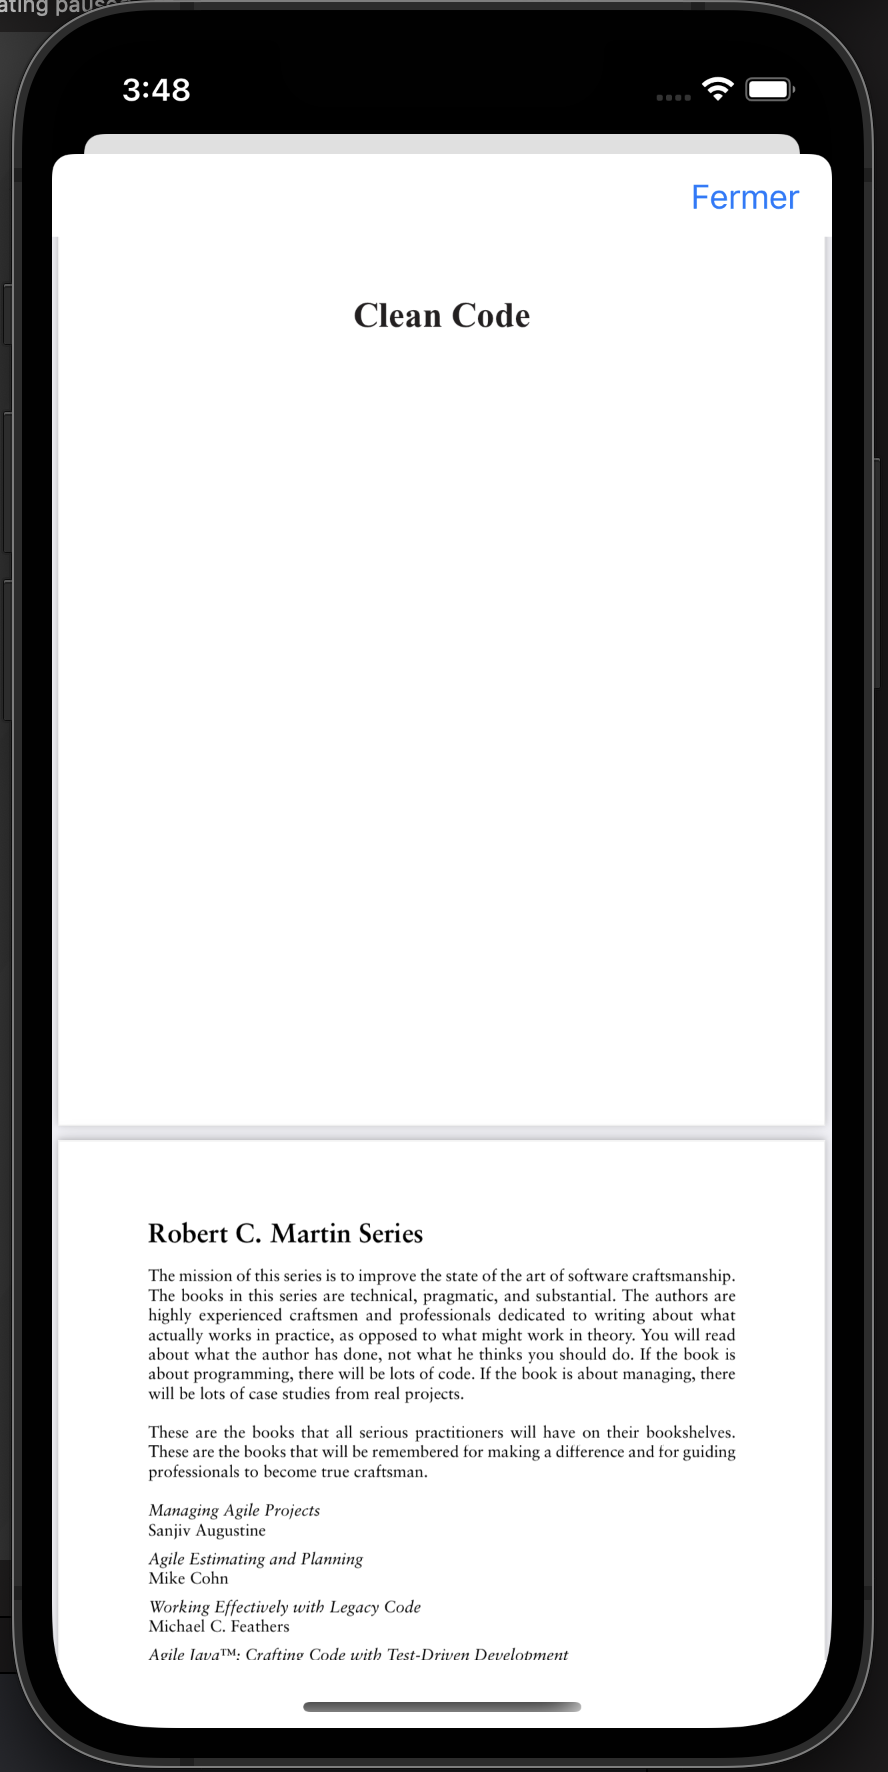 ating paused
3:48
Fermer
Clean Code
Robert C. Martin Series
The mission of this series is to improve the state of the art of software craftsmanship.
The books in this series are technical, pragmatic, and substantial. The authors are
highly experienced craftsmen and professionals dedicated to writing about what
actually works in practice, as opposed to what might work in theory. You will read
about what the author has done, not what he thinks you should do. If the book is
about programming, there will be lots of code. If the book is about managing, there
will be lots of case studies from real projects.
These are the books that all serious practitioners will have on their bookshelves.
These are the books that will be remembered for making a difference and for guiding
professionals to become true craftsman.
Managing Agile Projects
Sanjiv Augustine
Agile Estimating and Planning
Mike Cohn
Working Effectively with Legacy Code
Michael C. Feathers
Agile Java™: Crafting Code with Test-Driven Development